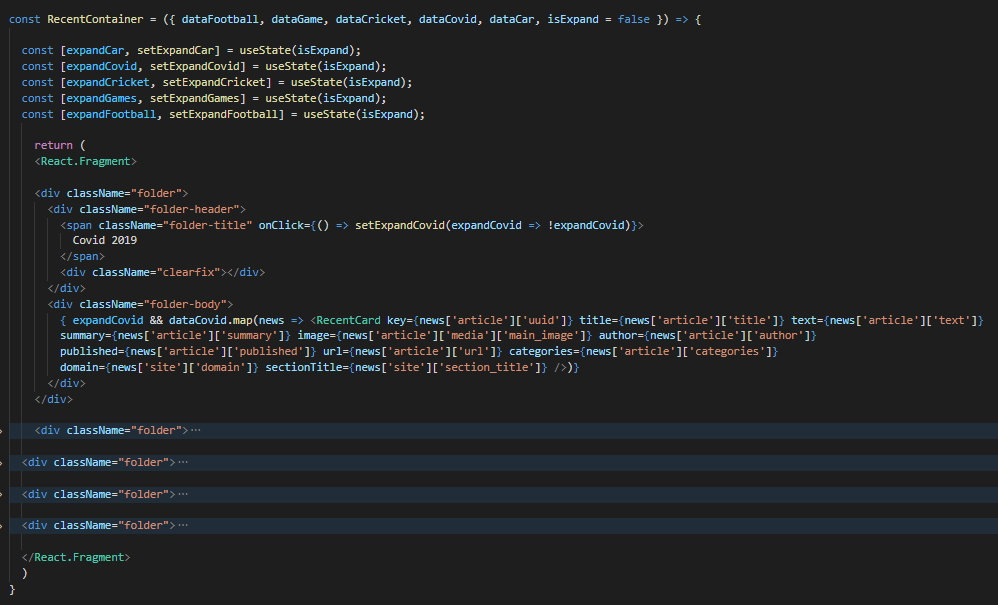 const RecentContainer = ({ dataFootball, dataGame, dataCricket, dataCovid, dataCar, isExpand = false }) => {
const [expandCar, setExpandCar] = useState(isExpand);
const [expandCovid, setExpandCovid] = useState(isExpand);
const [expandCricket, setExpandCricket] = useState(isExpand);
const [expandGames, setExpandGames] = useState(isExpand);
const [expandFootball, setExpandFootball] = useState(isExpand);
return (
<React.Fragment>
<div className="folder">
<div className="folder-header">
<span className="folder-title" onClick={() => setExpandCovid(expandCovid => !expandCovid)}>
Covid 2019
</span>
<div className="clearfix"></div>
</div>
<div className="folder-body">
{ expandCovid && dataCovid.map(news => <RecentCard key={news['article']['uuid']} title={news['article']['title']} text={news['article']['text']}
summary={news['article']['summary']} image={news['article']['media']['main_image']} author={news['article']['author']}
published={news['article']['published']} url={news['article']['url']} categories={news['article']['categories']}
domain={news['site']['domain']} sectionTitle={news['site']['section_title']} />)}
</div>
</div>
<div className="folder">…
<div className="folder">…
<div className="folder">…
<div className="folder">…
</React.Fragment>
)
}